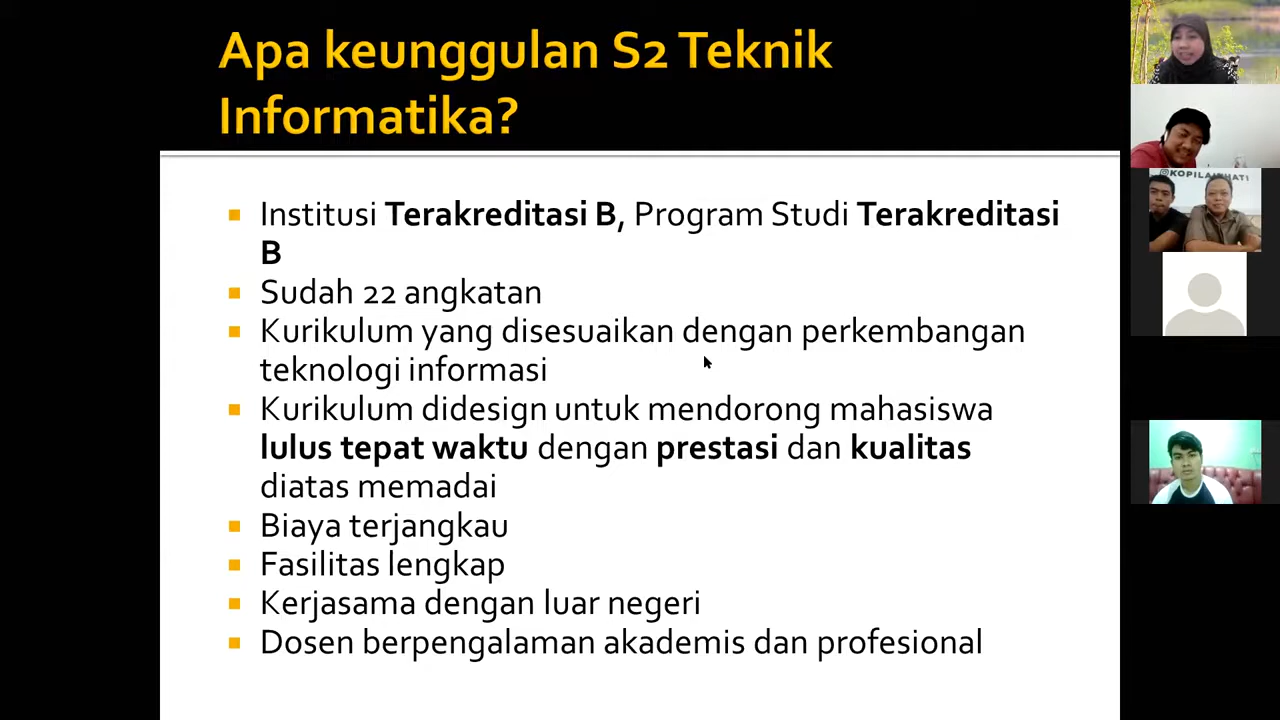 Apa keunggulan S2 Teknik
Informatika?
Institusi Terakreditasi B, Program Studi Terakreditasi
B
Sudah 22 angkatan
Kurikulum yang disesuaikan dengan perkembangan
teknologi informasi
Kurikulum didesign untuk mendorong mahasiswa
lulus tepat waktu dengan prestasi dan kualitas
diatas memadai
Biaya terjangkau
Fasilitas lengkap
Kerjasama dengan luar negeri
Dosen berpengalaman akademis dan profesional